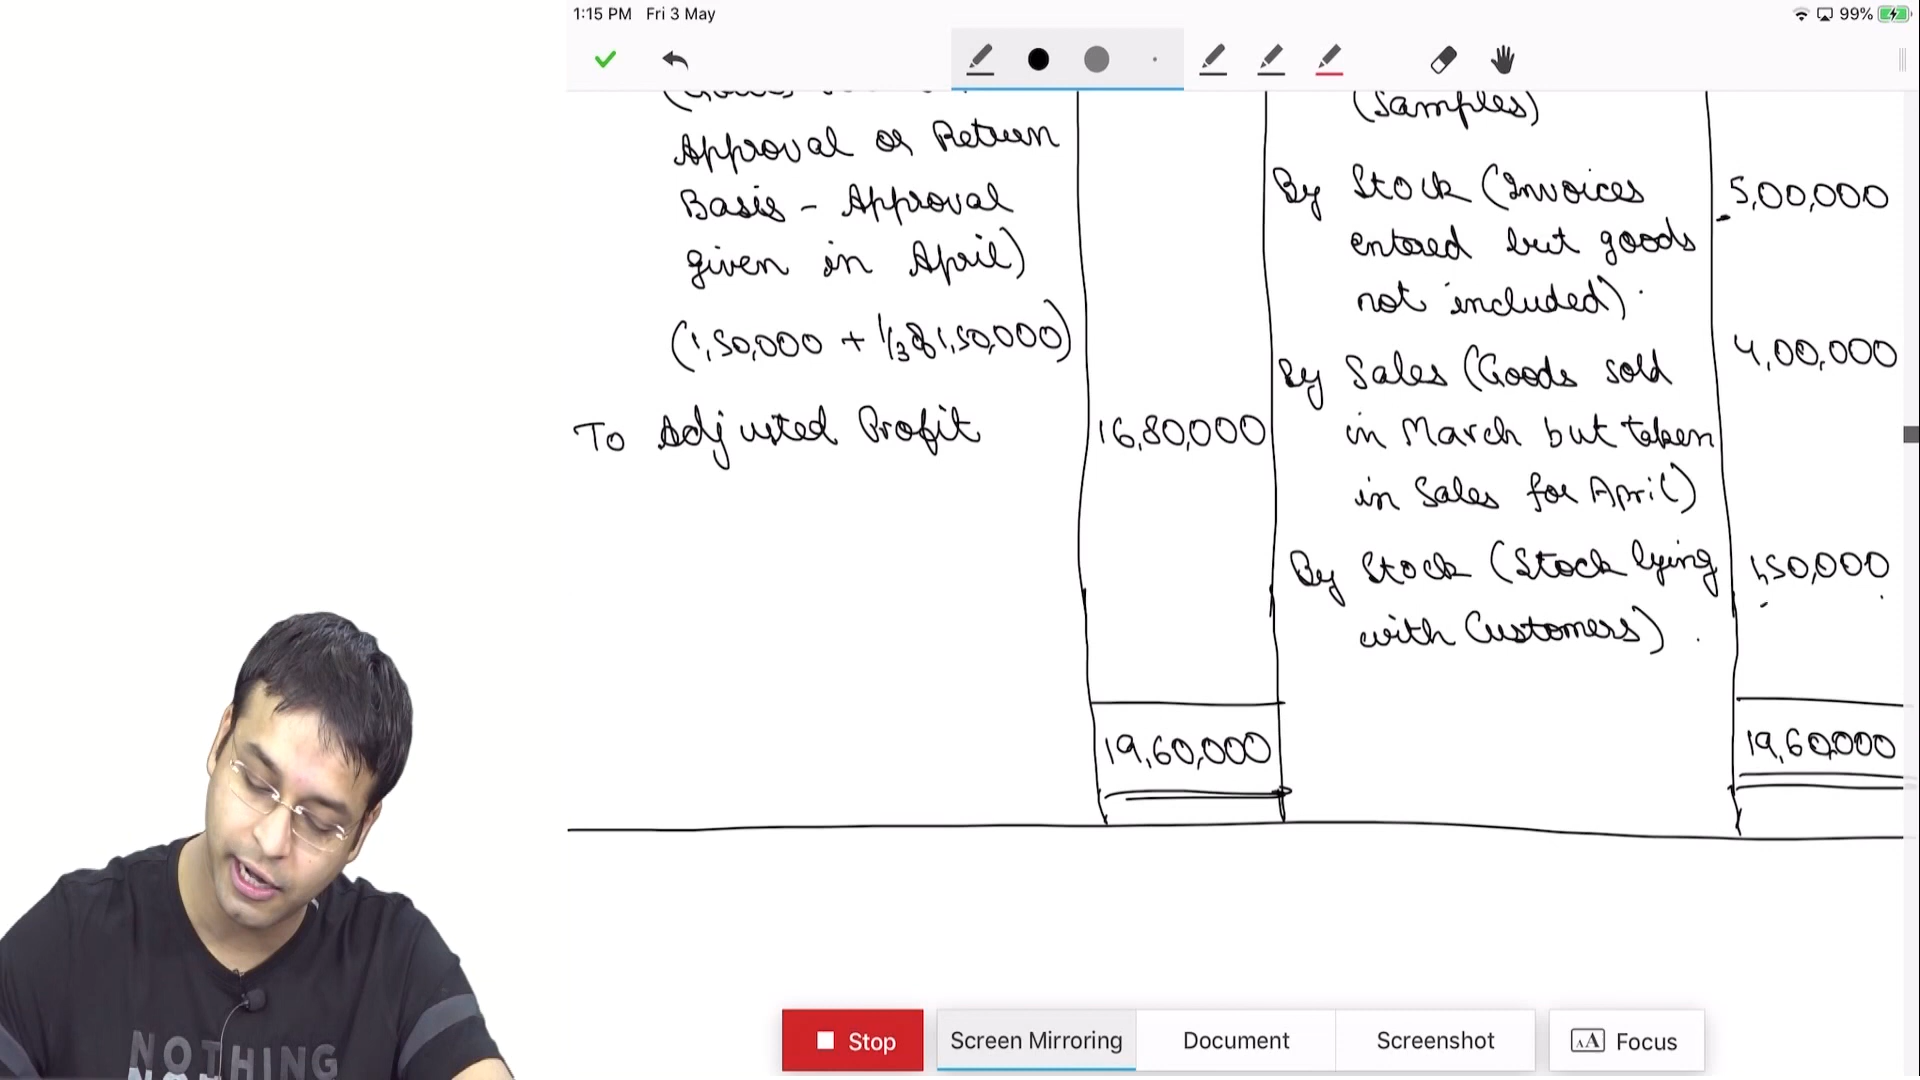 1:15 PM Fri 3 May
99%
Approval or Return
Basis - Approval
given in April)
(1,50,000 + 1/3 of 1,50,000)
To Adjusted Profit 16,80,000
19,60,000
(Samples)
By Stock (Invoices 5,00,000
entered but goods
not included).
By Sales (Goods sold 4,00,000
in March but taken
in Sales for April)
By Stock (Stock lying 1,50,000
with Customers).
19,60,000
NOTHING
Stop
Screen Mirroring
Document
Screenshot
AA Focus